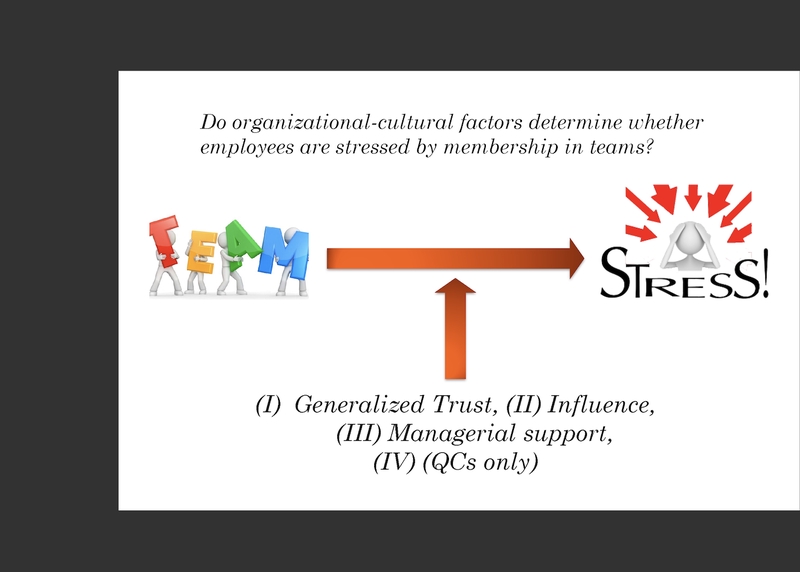 Do organizational-cultural factors determine whether
employees are stressed by membership in teams?
TEAM
STRESS!
(I) Generalized Trust, (II) Influence,
(III) Managerial support,
(IV) (QCs only)